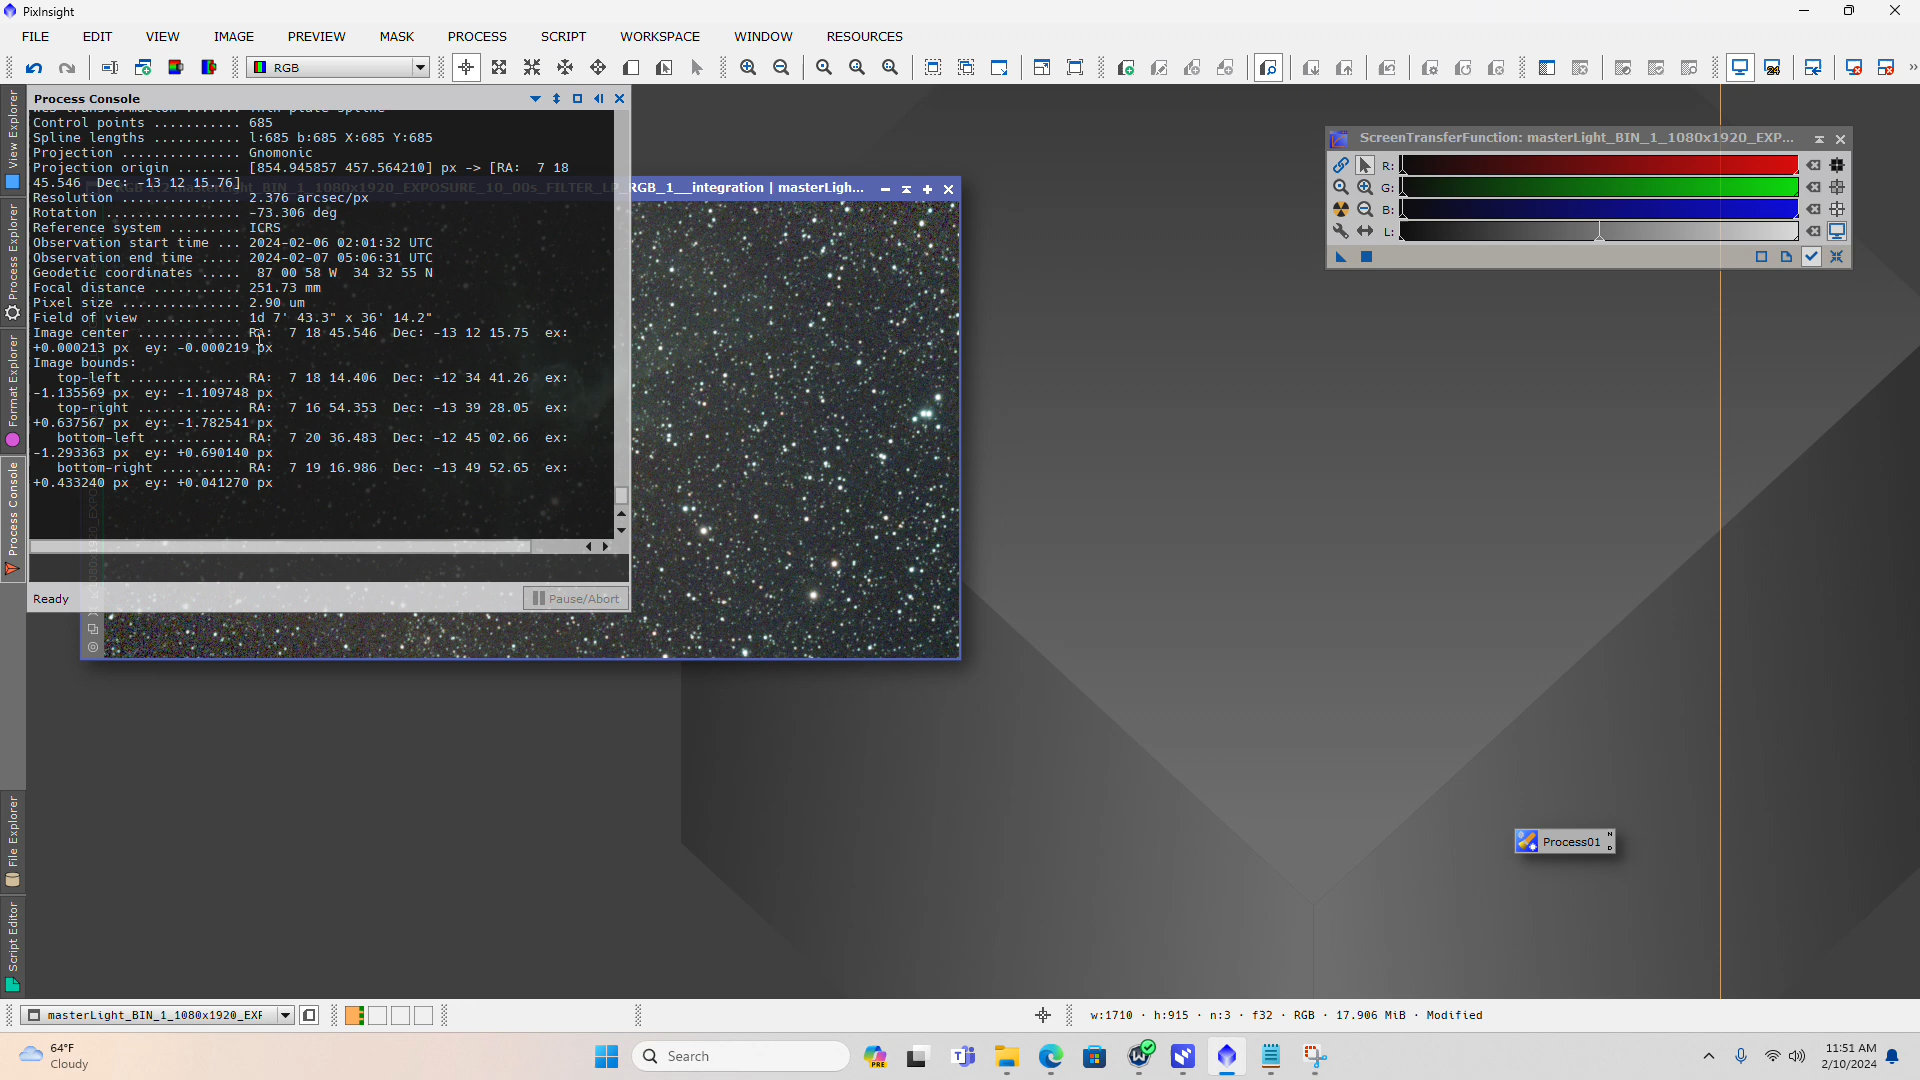 PixInsight
FILE EDIT VIEW IMAGE PREVIEW MASK PROCESS SCRIPT WORKSPACE WINDOW RESOURCES
RGB
24
Process Console
Control points ........... 685
Spline lengths ........... l:685 b:685 X:685 Y:685
Projection ............... Gnomonic
Projection origin ........ [854.945857 457.564210] px -> [RA:  7 18
45.546  Dec: -13 12 15.76]
Resolution ............... 2.376 arcsec/px
Rotation ................. -73.306 deg
Reference system ......... ICRS
Observation start time ... 2024-02-06 02:01:32 UTC
Observation end time ..... 2024-02-07 05:06:31 UTC
Geodetic coordinates .....  87 00 58 W  34 32 55 N
Focal distance ........... 251.73 mm
Pixel size ............... 2.90 um
Field of view ............ 1d 7' 43.3" x 36' 14.2"
Image center ............. RA:  7 18 45.546  Dec: -13 12 15.75  ex:
+0.000213 px  ey: -0.000219 px
Image bounds:
top-left ............... RA:  7 18 14.406  Dec: -12 34 41.26  ex:
-1.135569 px  ey: -1.109748 px
top-right .............. RA:  7 16 54.353  Dec: -13 39 28.05  ex:
+0.637567 px  ey: -1.782541 px
bottom-left ............ RA:  7 20 36.483  Dec: -12 45 02.66  ex:
-1.293363 px  ey: +0.690140 px
bottom-right ........... RA:  7 19 16.986  Dec: -13 49 52.65  ex:
+0.433240 px  ey: +0.041270 px
Ready
Pause/Abort
BIN_1_1080x1920_EXPOSURE_10_00s_FILTER_LP_RGB_1__integration | masterLigh...
ScreenTransferFunction: masterLight_BIN_1_1080x1920_EXP...
R:
G:
B:
L:
Process01
N
D
View Explorer
Process Explorer
Format Explorer
Process Console
File Explorer
Script Editor
masterLight_BIN_1_1080x1920_EXF
w:1710 · h:915 · n:3 · f32 · RGB · 17.906 MiB · Modified
64°F
Cloudy
Search
PRE
11:51 AM
2/10/2024